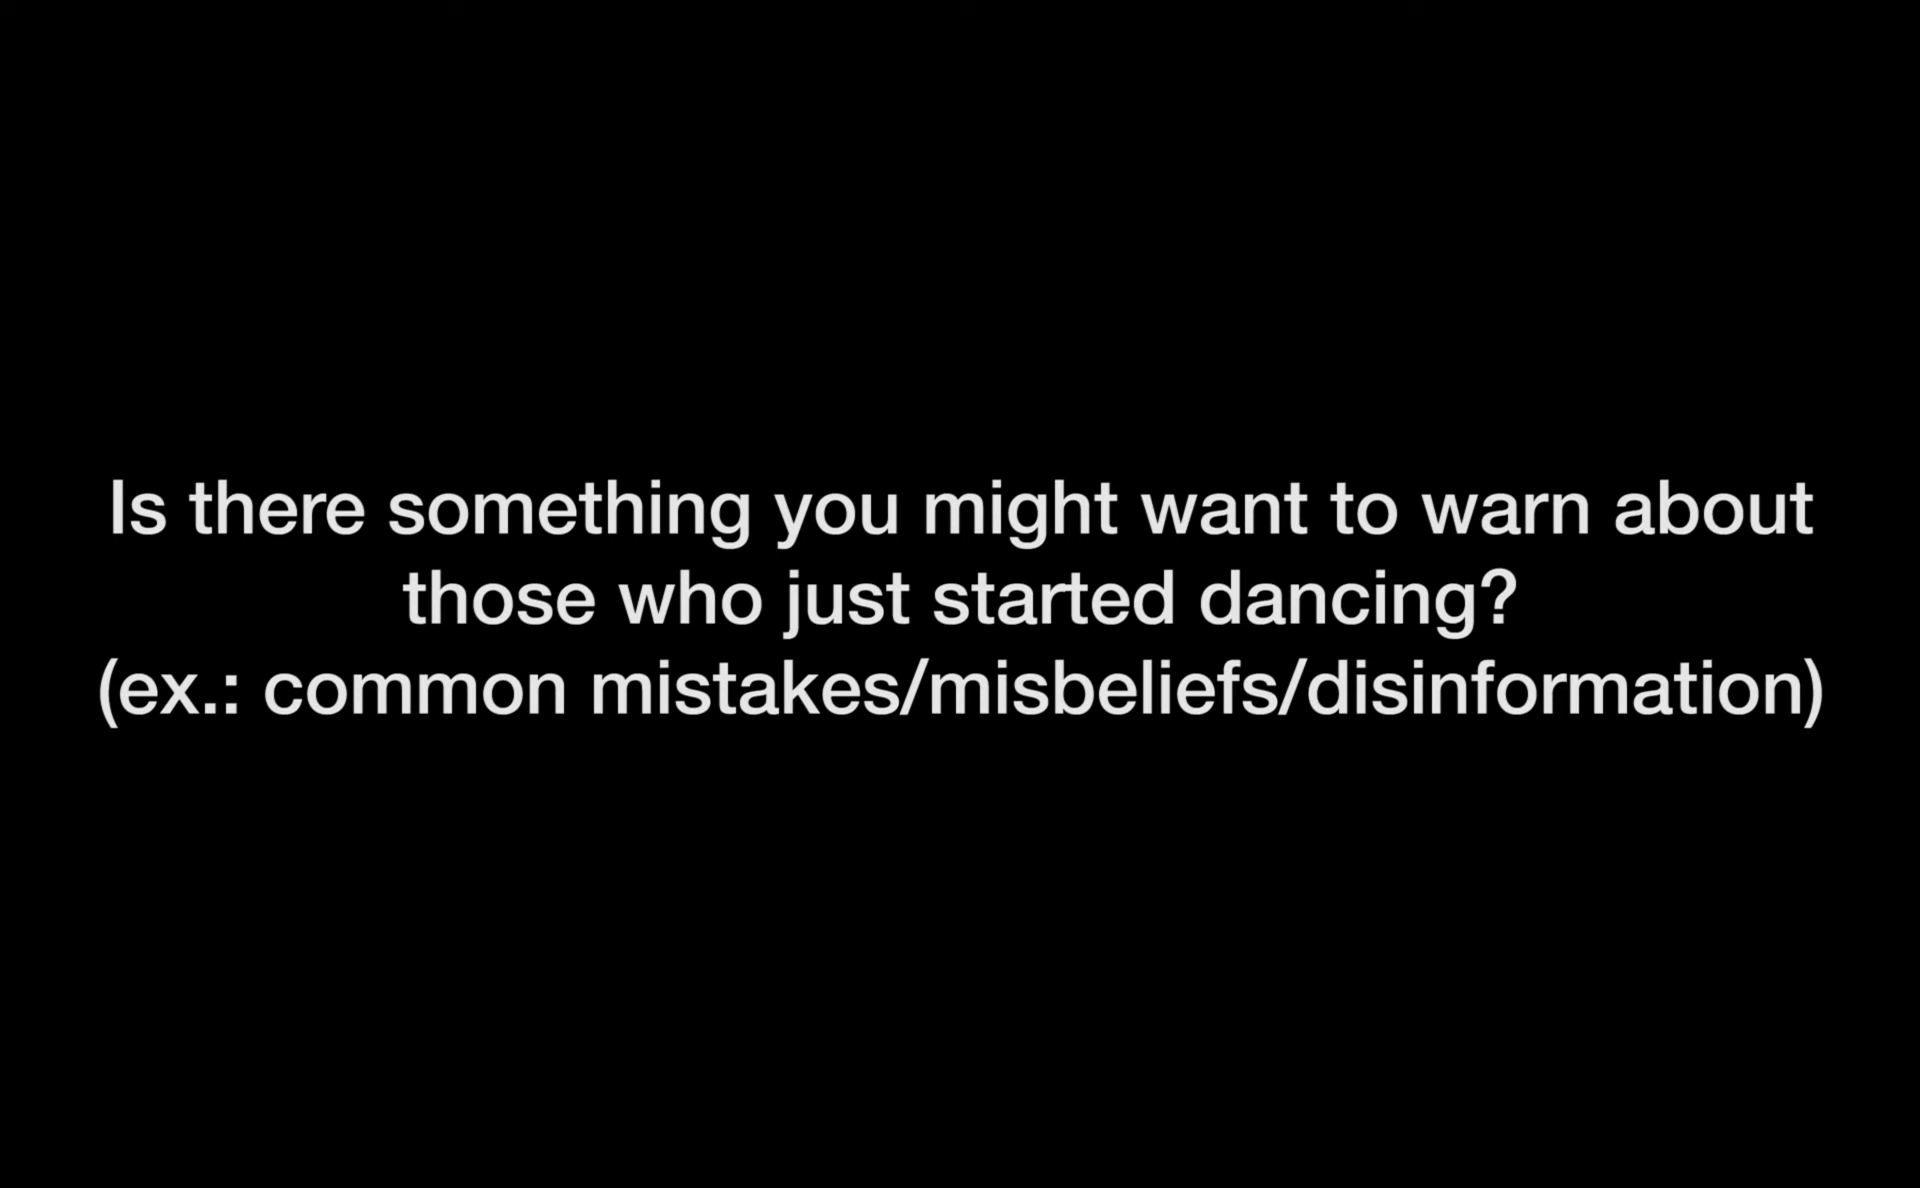 Is there something you might want to warn about
those who just started dancing?
(ex.: common mistakes/misbeliefs/disinformation)